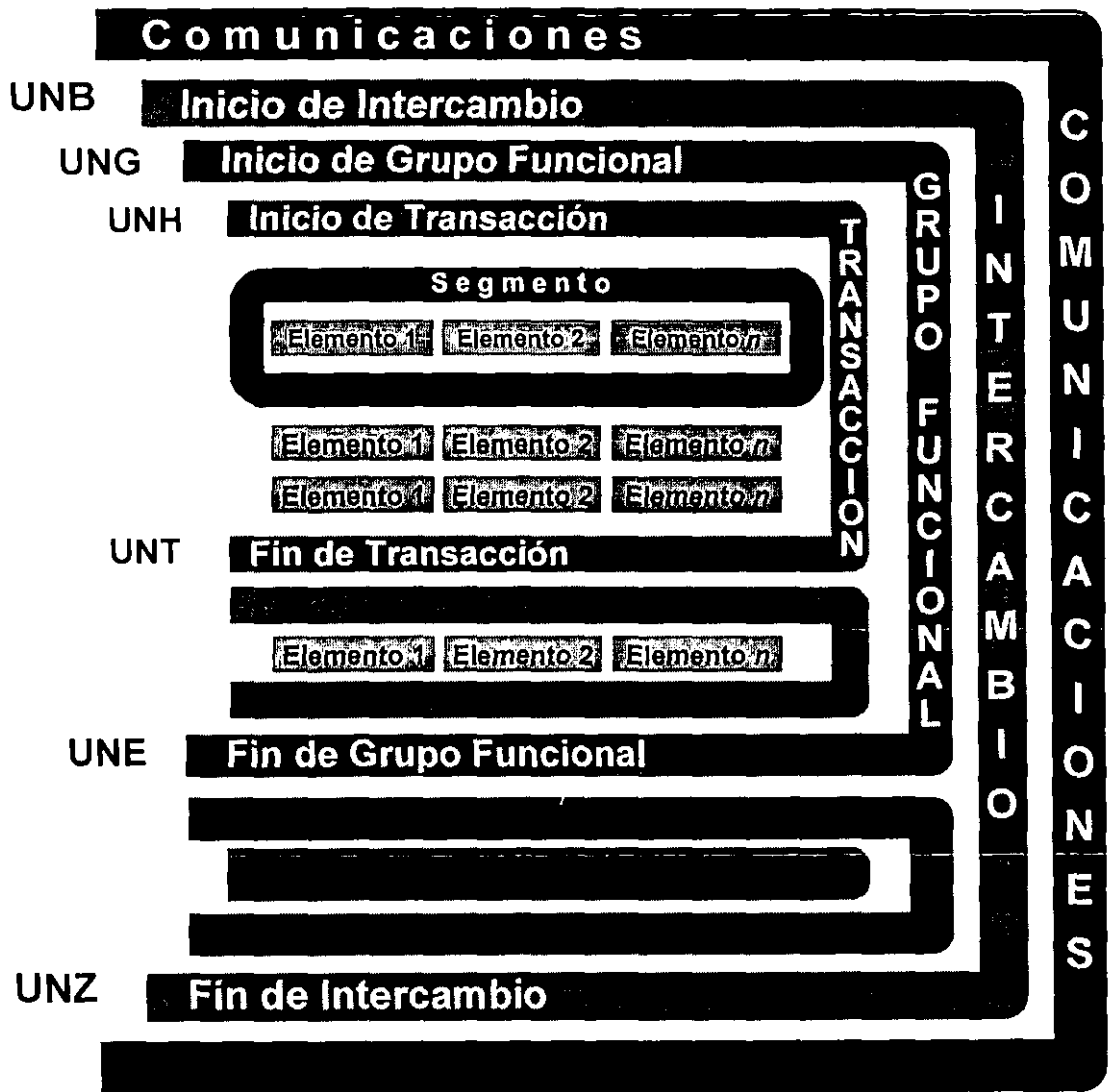 Comunicaciones
UNB Inicio de Intercambio
UNG Inicio de Grupo Funcional
UNH Inicio de Transacción
Segmento
Elemento 1 Elemento 2 Elemento n
Elemento 1 Elemento 2 Elemento n
Elemento 1 Elemento 2 Elemento n
UNT Fin de Transacción
Elemento 1 Elemento 2 Elemento n
UNE Fin de Grupo Funcional
UNZ Fin de Intercambio
TRANSACCION
GRUPO FUNCIONAL
INTERCAMBIO
COMUNICACIONES